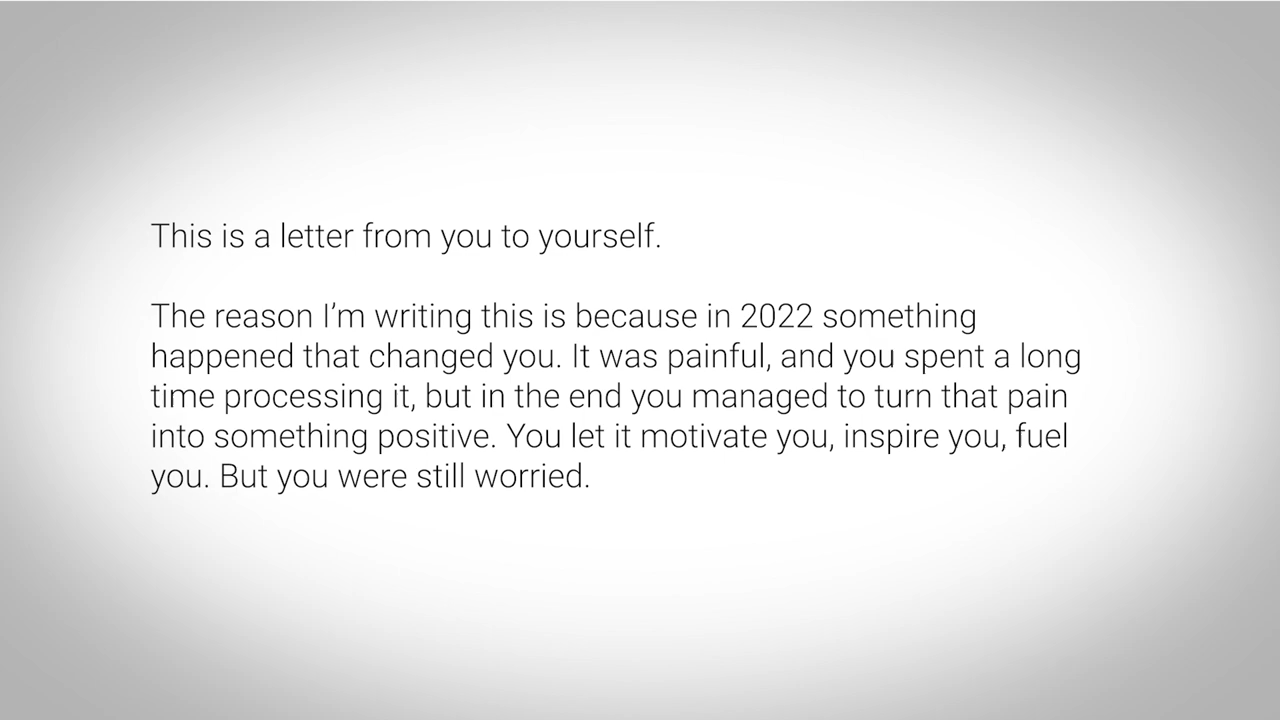 This is a letter from you to yourself.
The reason I’m writing this is because in 2022 something
happened that changed you. It was painful, and you spent a long
time processing it, but in the end you managed to turn that pain
into something positive. You let it motivate you, inspire you, fuel
you. But you were still worried.